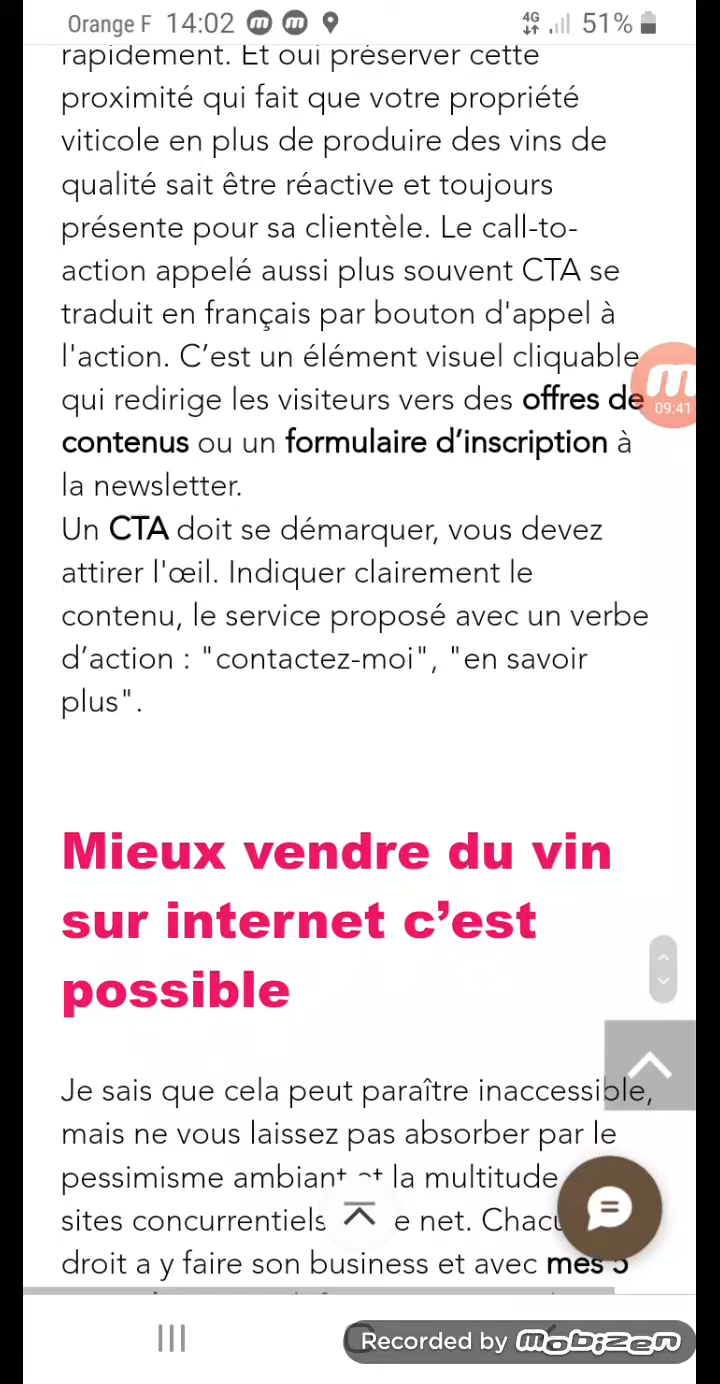 Orange F 14:02 4G 51%
rapidement. Et oui préserver cette
proximité qui fait que votre propriété
viticole en plus de produire des vins de
qualité sait être réactive et toujours
présente pour sa clientèle. Le call-to-
action appelé aussi plus souvent CTA se
traduit en français par bouton d'appel à
l'action. C’est un élément visuel cliquable
qui redirige les visiteurs vers des offres de
09:41
contenus ou un formulaire d’inscription à
la newsletter.
Un CTA doit se démarquer, vous devez
attirer l'œil. Indiquer clairement le
contenu, le service proposé avec un verbe
d’action : "contactez-moi", "en savoir
plus".
Mieux vendre du vin
sur internet c’est
possible
Je sais que cela peut paraître inaccessible,
mais ne vous laissez pas absorber par le
pessimisme ambiant et la multitude
sites concurrentiels e net.
droit a y faire son business et avec mes 5
Recorded by mobizen